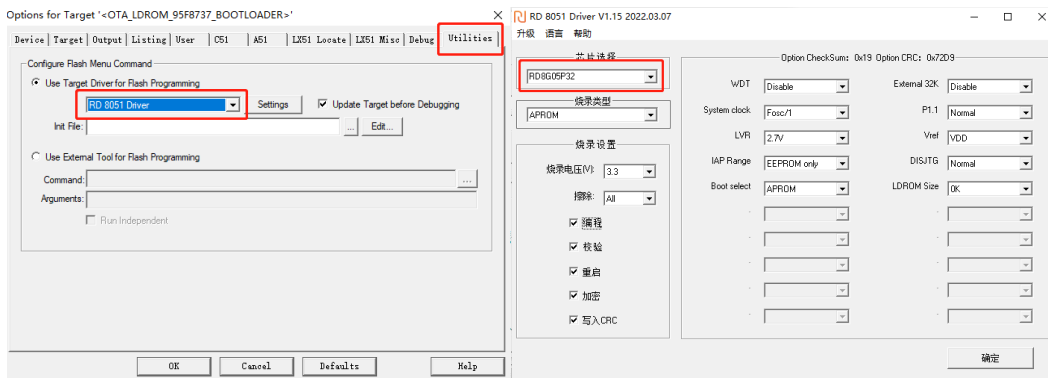 Options for Target '<OTA_LDROM_95F8737_BOOTLOADER>'
Device Target Output Listing User C51 A51 LX51 Locate LX51 Misc Debug Utilities
Configure Flash Menu Command
Use Target Driver for Flash Programming
RD 8051 Driver Settings Update Target before Debugging
Init File: ... Edit...
Use External Tool for Flash Programming
Command: ...
Arguments:
Run Independent
OK Cancel Defaults Help
RD 8051 Driver V1.15 2022.03.07
升级 语言 帮助
芯片选择
RD8G05P32
烧录类型
APROM
烧录设置
烧录电压(V): 3.3
擦除: All
编程
校验
重启
加密
写入CRC
Option CheckSum: 0x19 Option CRC: 0x72D9
WDT Disable External 32K Disable
System clock Fosc/1 P1.1 Normal
LVR 2.7V Vref VDD
IAP Range EEPROM only DISJTG Normal
Boot select APROM LDROM Size 0K
确定